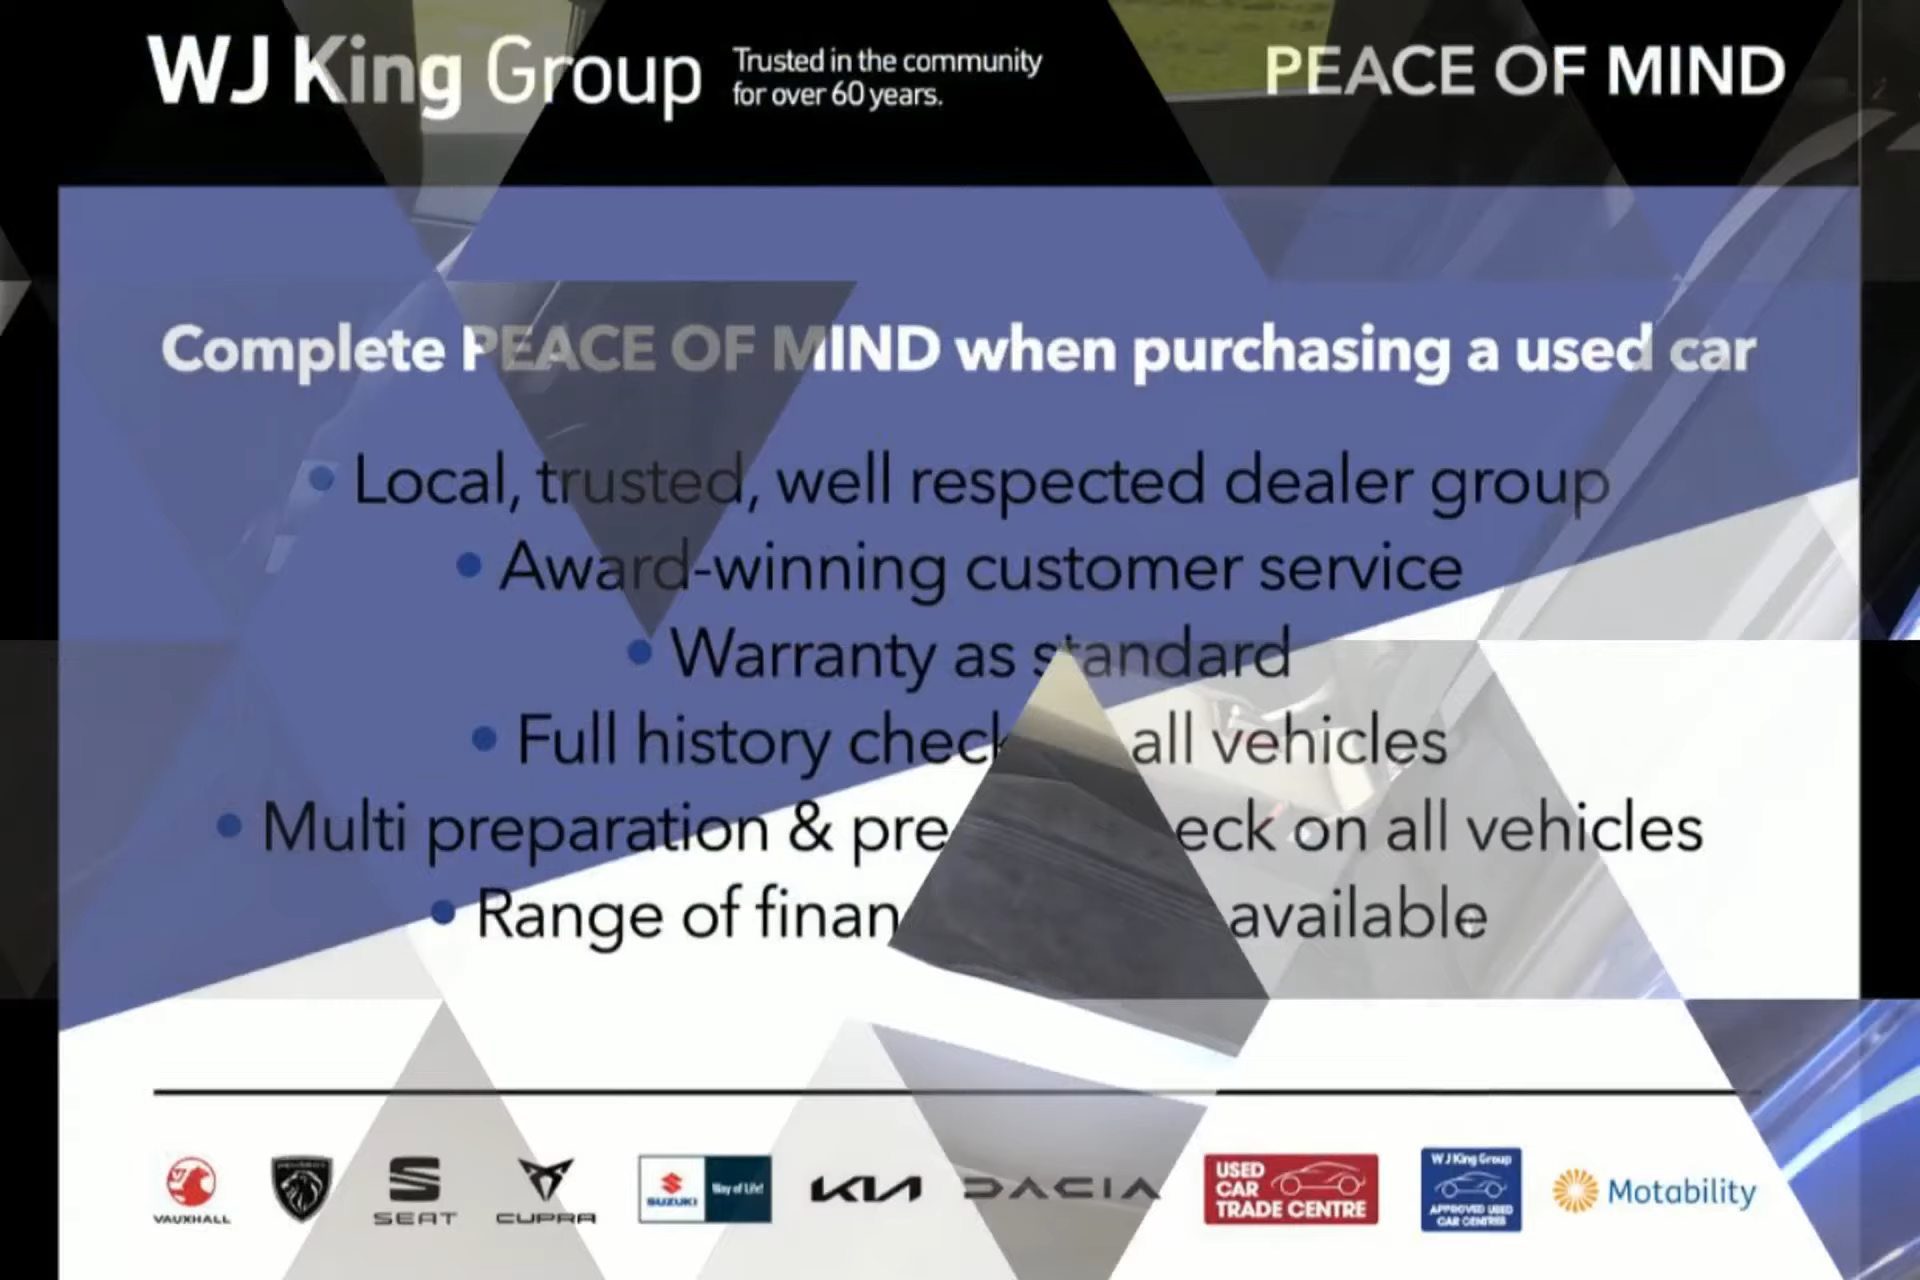 WJ King Group
Trusted in the community
for over 60 years.
PEACE OF MIND
Complete PEACE OF MIND when purchasing a used car
• Local, trusted, well respected dealer group
• Award-winning customer service
• Warranty as standard
• Full history check all vehicles
• Multi preparation & pre eck on all vehicles
• Range of finan available
VAUXHALL
SEAT
CUPRA
SUZUKI
Way of Life!
KIA
DACIA
USED
CAR
TRADE CENTRE
WJ King Group
APPROVED USED
CAR CENTRES
Motability